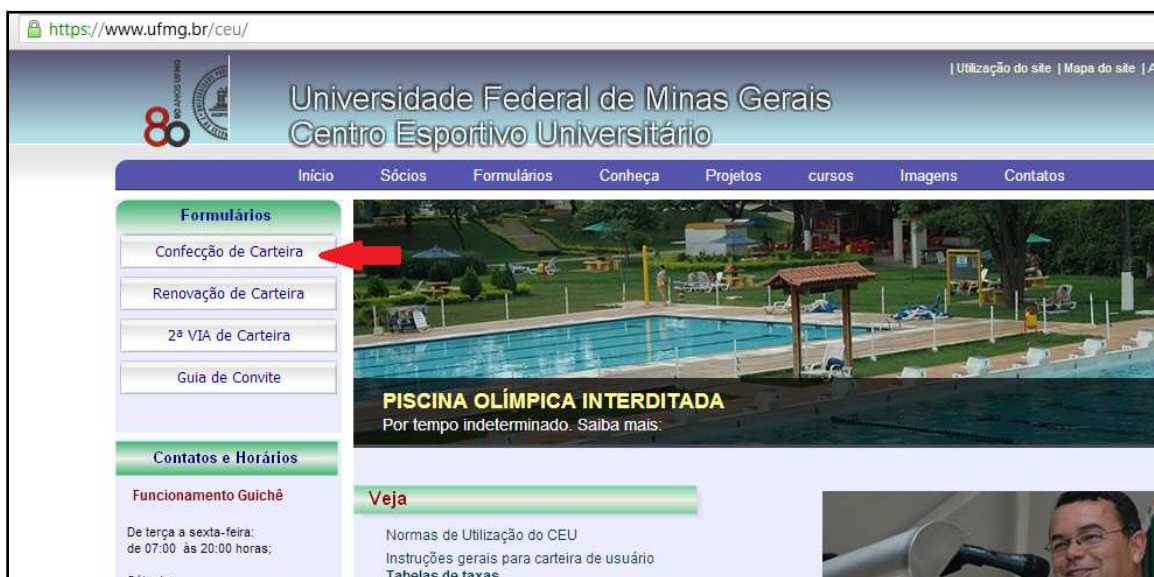 https://www.ufmg.br/ceu/
| Utilização do site | Mapa do site | A
80 ANOS UFMG
Universidade Federal de Minas Gerais
Centro Esportivo Universitário
Início Sócios Formulários Conheça Projetos cursos Imagens Contatos
Formulários
Confecção de Carteira
Renovação de Carteira
2ª VIA de Carteira
Guia de Convite
PISCINA OLÍMPICA INTERDITADA
Por tempo indeterminado. Saiba mais:
Contatos e Horários
Funcionamento Guichê
De terça a sexta-feira:
de 07:00 às 20:00 horas;
Veja
Normas de Utilização do CEU
Instruções gerais para carteira de usuário
Tabelas de taxas